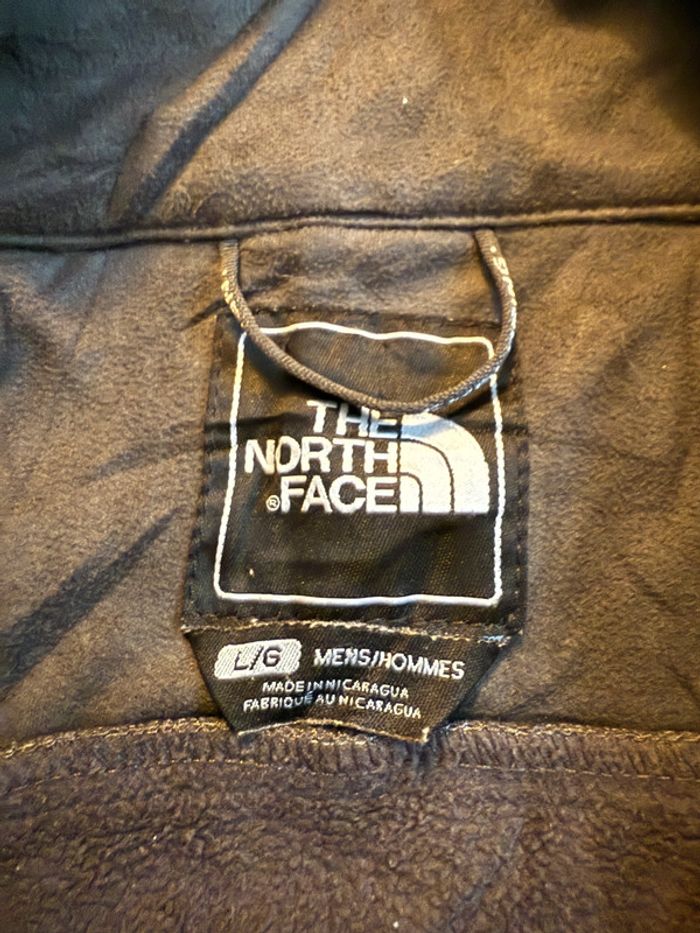 THE
NORTH
®FACE
L/G MENS/HOMMES
MADE IN NICARAGUA
FABRIQUÉ AU NICARAGUA